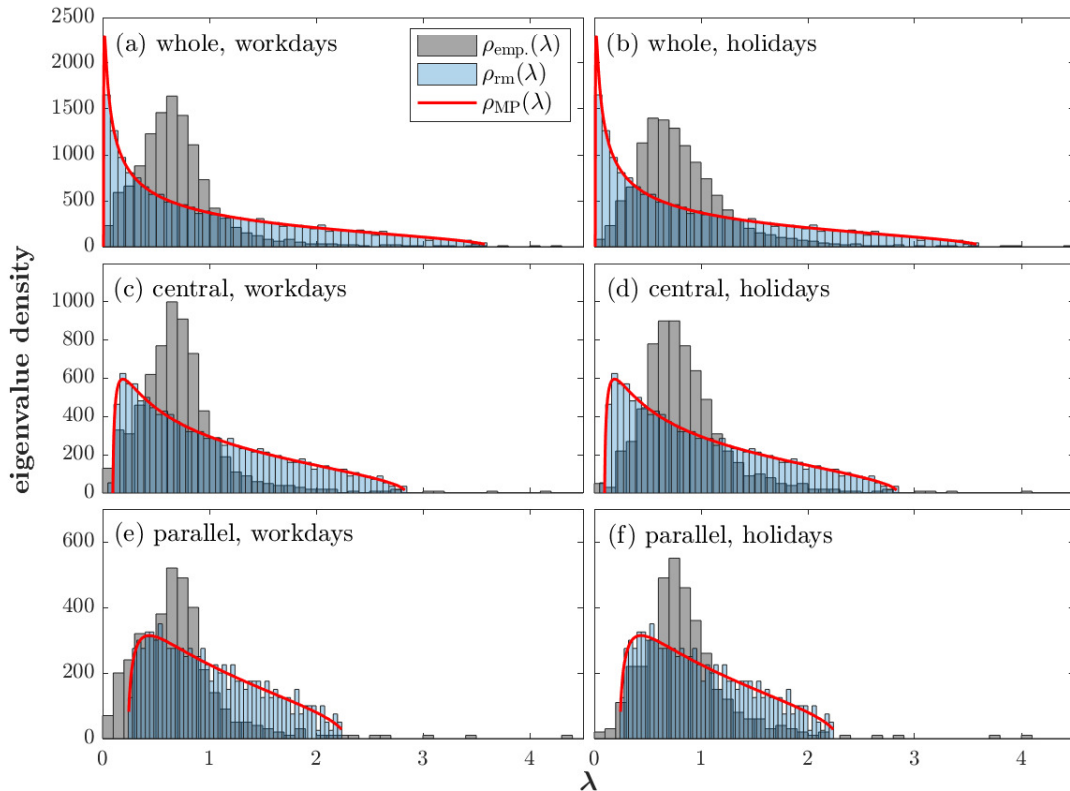 (a) whole, workdays
ρemp.(λ)
ρrm(λ)
ρMP(λ)
(b) whole, holidays
2500
2000
1500
1000
500
0
(c) central, workdays
(d) central, holidays
1000
800
600
400
200
0
(e) parallel, workdays
(f) parallel, holidays
600
400
200
0
0 1 2 3 4
0 1 2 3 4
eigenvalue density
λ